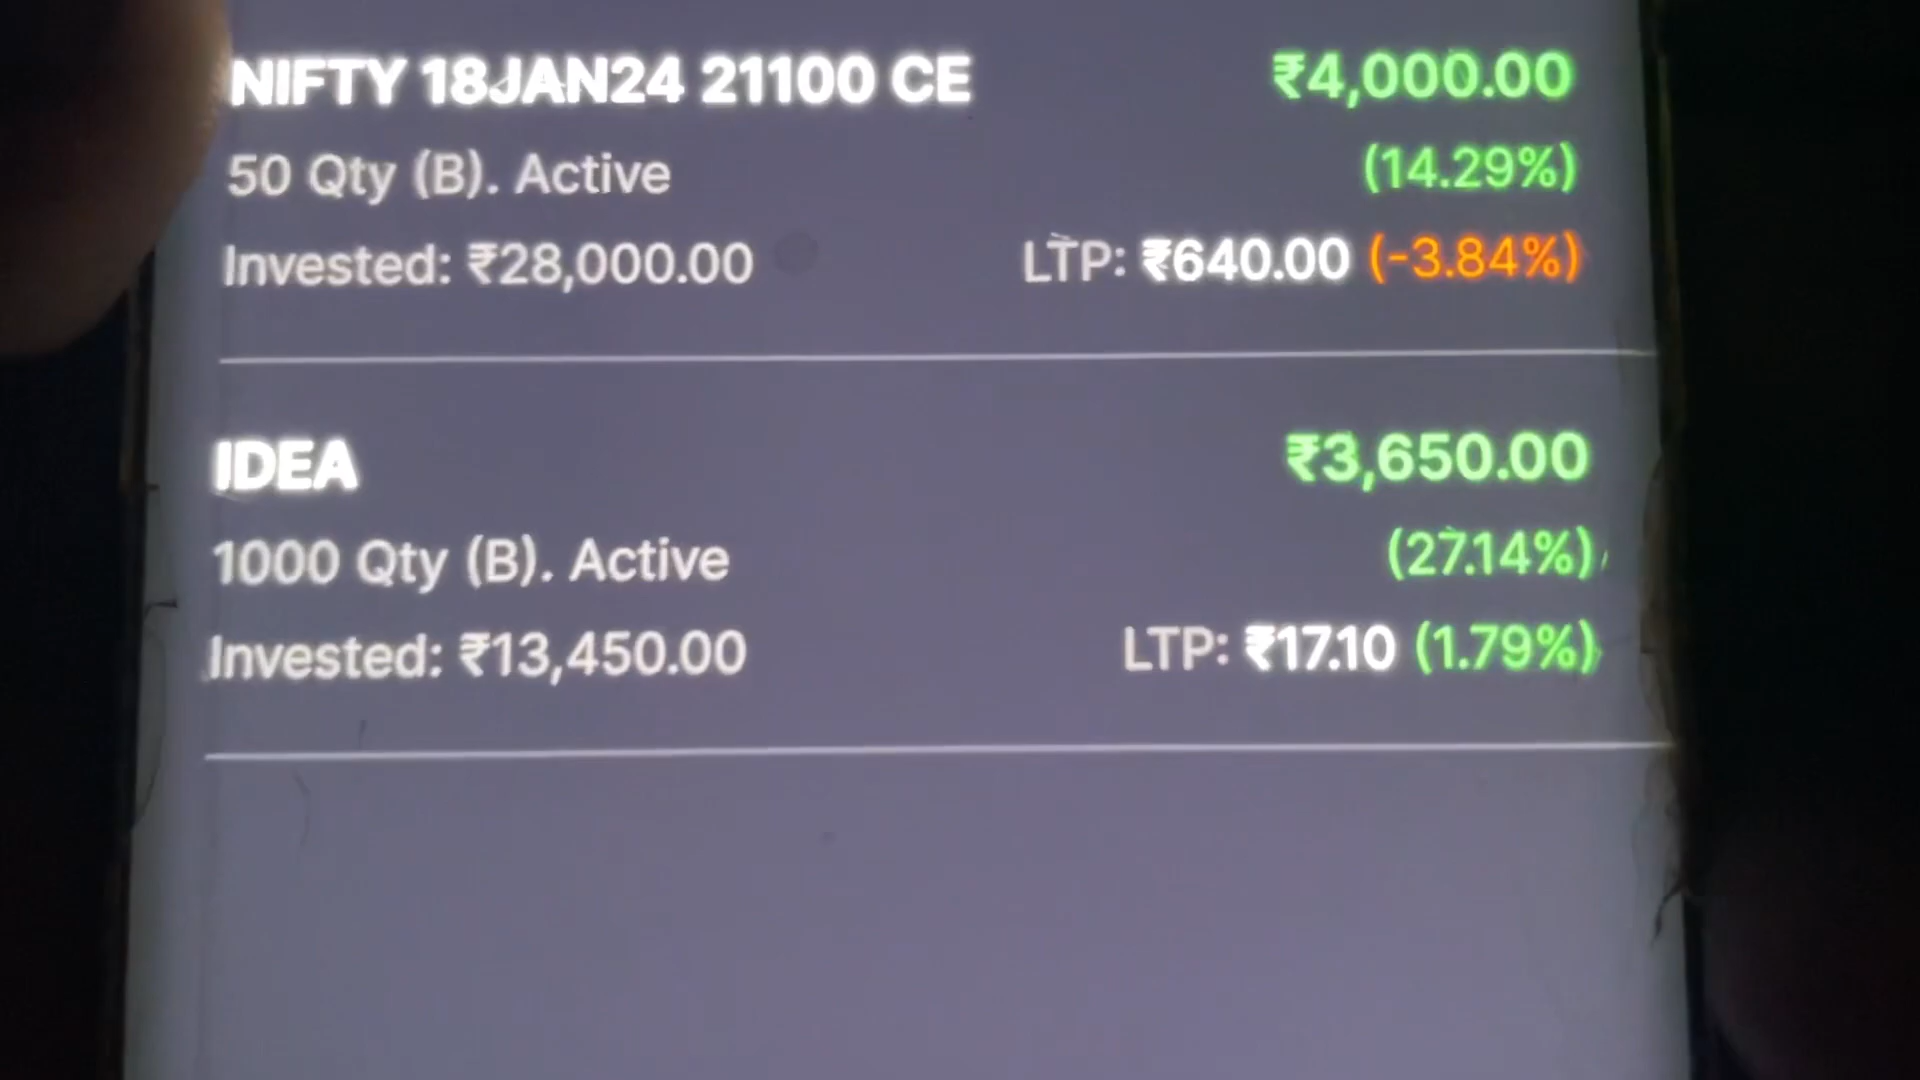 NIFTY 18JAN24 21100 CE ₹4,000.00
50 Qty (B). Active (14.29%)
Invested: ₹28,000.00 LTP: ₹640.00 (-3.84%)
IDEA ₹3,650.00
1000 Qty (B). Active (27.14%)
Invested: ₹13,450.00 LTP: ₹17.10 (1.79%)